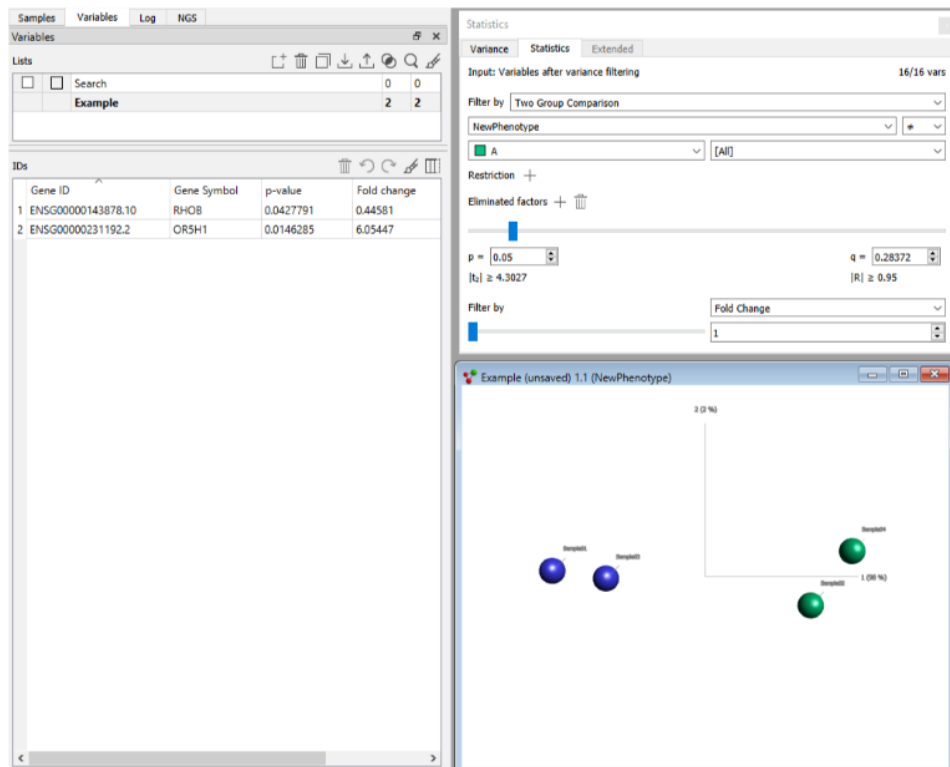 Samples Variables Log NGS
Variables
Lists
Search 0 0
Example 2 2
IDs
Gene ID Gene Symbol p-value Fold change
1 ENSG00000143878.10 RHOB 0.0427791 0.44581
2 ENSG00000231192.2 OR5H1 0.0146285 6.05447
Statistics
Variance Statistics Extended
Input: Variables after variance filtering 16/16 vars
Filter by Two Group Comparison
NewPhenotype ≠
A [All]
Restriction
Eliminated factors
p = 0.05 q = 0.28372
|t₂| ≥ 4.3027 |R| ≥ 0.95
Filter by Fold Change
1
Example (unsaved) 1.1 (NewPhenotype)
Sample04
Sample01
1 (98 %)